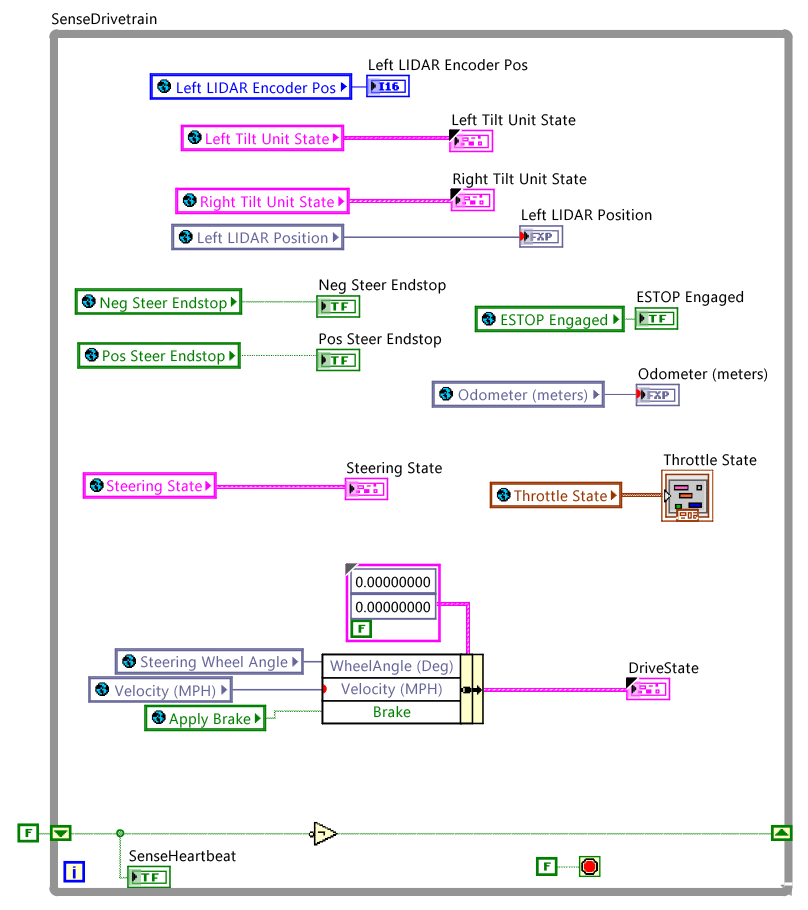 SenseDrivetrain
Left LIDAR Encoder Pos
Left LIDAR Encoder Pos
I16
Left Tilt Unit State
Left Tilt Unit State
Right Tilt Unit State
Right Tilt Unit State
Left LIDAR Position
Left LIDAR Position
FXP
Neg Steer Endstop
Neg Steer Endstop
TF
ESTOP Engaged
ESTOP Engaged
TF
Pos Steer Endstop
Pos Steer Endstop
TF
Odometer (meters)
Odometer (meters)
FXP
Steering State
Steering State
Throttle State
Throttle State
0.00000000
0.00000000
F
Steering Wheel Angle
WheelAngle (Deg)
Velocity (MPH)
Velocity (MPH)
Apply Brake
Brake
DriveState
F
SenseHeartbeat
TF
i
F